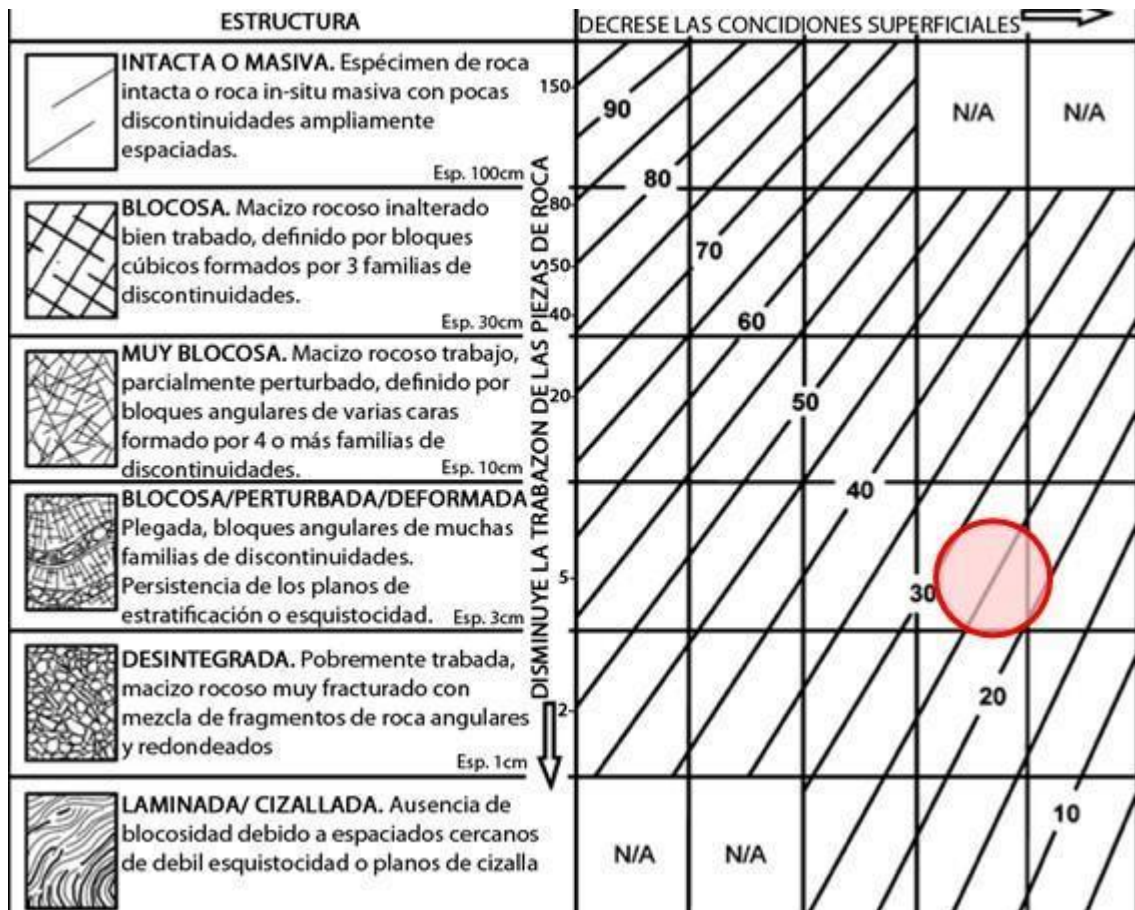 ESTRUCTURA
DECRESE LAS CONCIDIONES SUPERFICIALES
INTACTA O MASIVA. Espécimen de roca
intacta o roca in-situ masiva con pocas
discontinuidades ampliamente
espaciadas.
Esp. 100cm
BLOCOSA. Macizo rocoso inalterado
bien trabado, definido por bloques
cúbicos formados por 3 familias de
discontinuidades.
Esp. 30cm
MUY BLOCOSA. Macizo rocoso trabajo,
parcialmente perturbado, definido por
bloques angulares de varias caras
formado por 4 o más familias de
discontinuidades.
Esp. 10cm
BLOCOSA/PERTURBADA/DEFORMADA
Plegada, bloques angulares de muchas
familias de discontinuidades.
Persistencia de los planos de
estratificación o esquistocidad.
Esp. 3cm
DESINTEGRADA. Pobremente trabada,
macizo rocoso muy fracturado con
mezcla de fragmentos de roca angulares
y redondeados
Esp. 1cm
LAMINADA/ CIZALLADA. Ausencia de
blocosidad debido a espaciados cercanos
de debil esquistocidad o planos de cizalla
DISMINUYE LA TRABAZON DE LAS PIEZAS DE ROCA
150
80
50
40
20
5
2
90
80
70
60
50
40
30
20
10
N/A
N/A
N/A
N/A